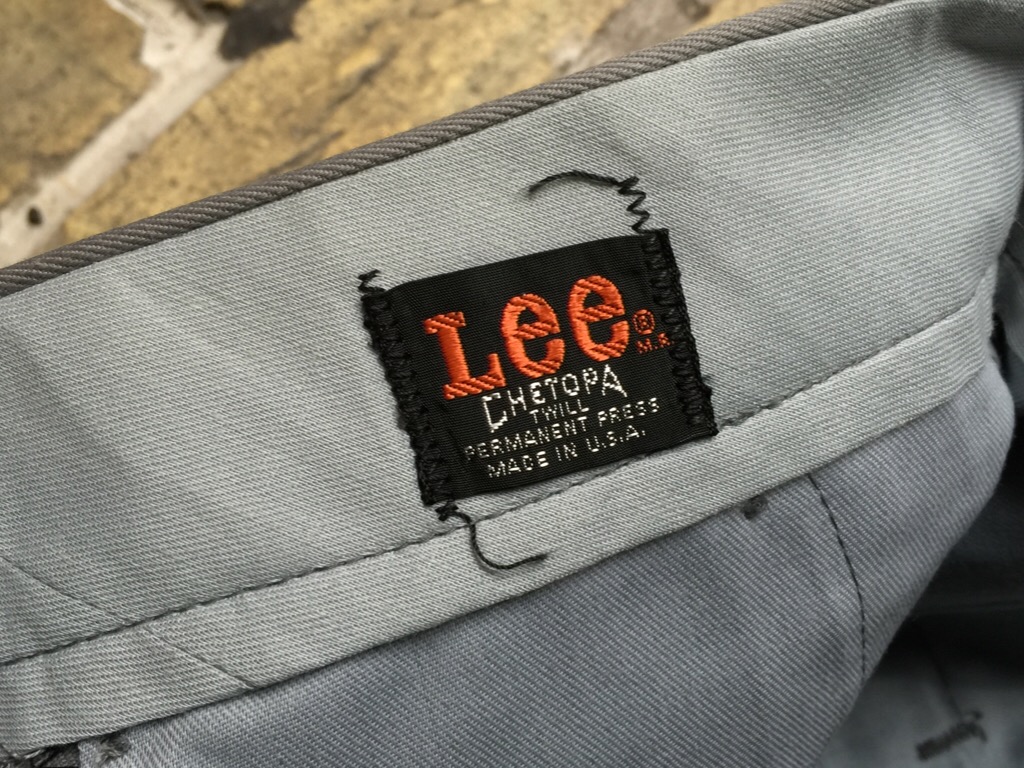 Lee®
M.R.
CHETOPA
TWILL
PERMANENT PRESS
MADE IN U.S.A.